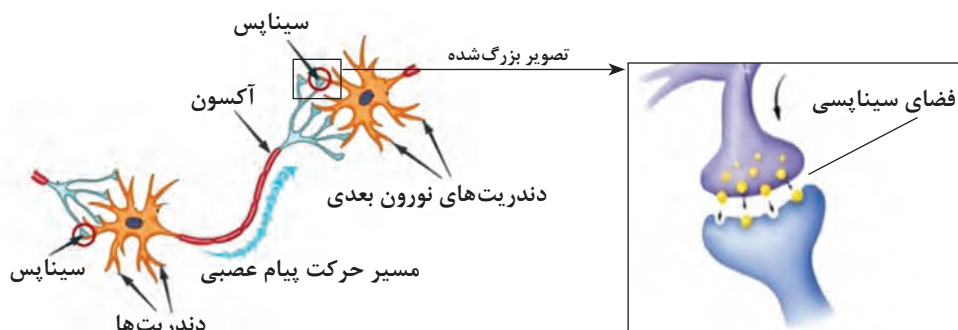 سیناپس
تصویر بزرگ‌شده
آکسون
فضای سیناپسی
دندریت‌های نورون بعدی
سیناپس
مسیر حرکت پیام عصبی
دندریت‌ها